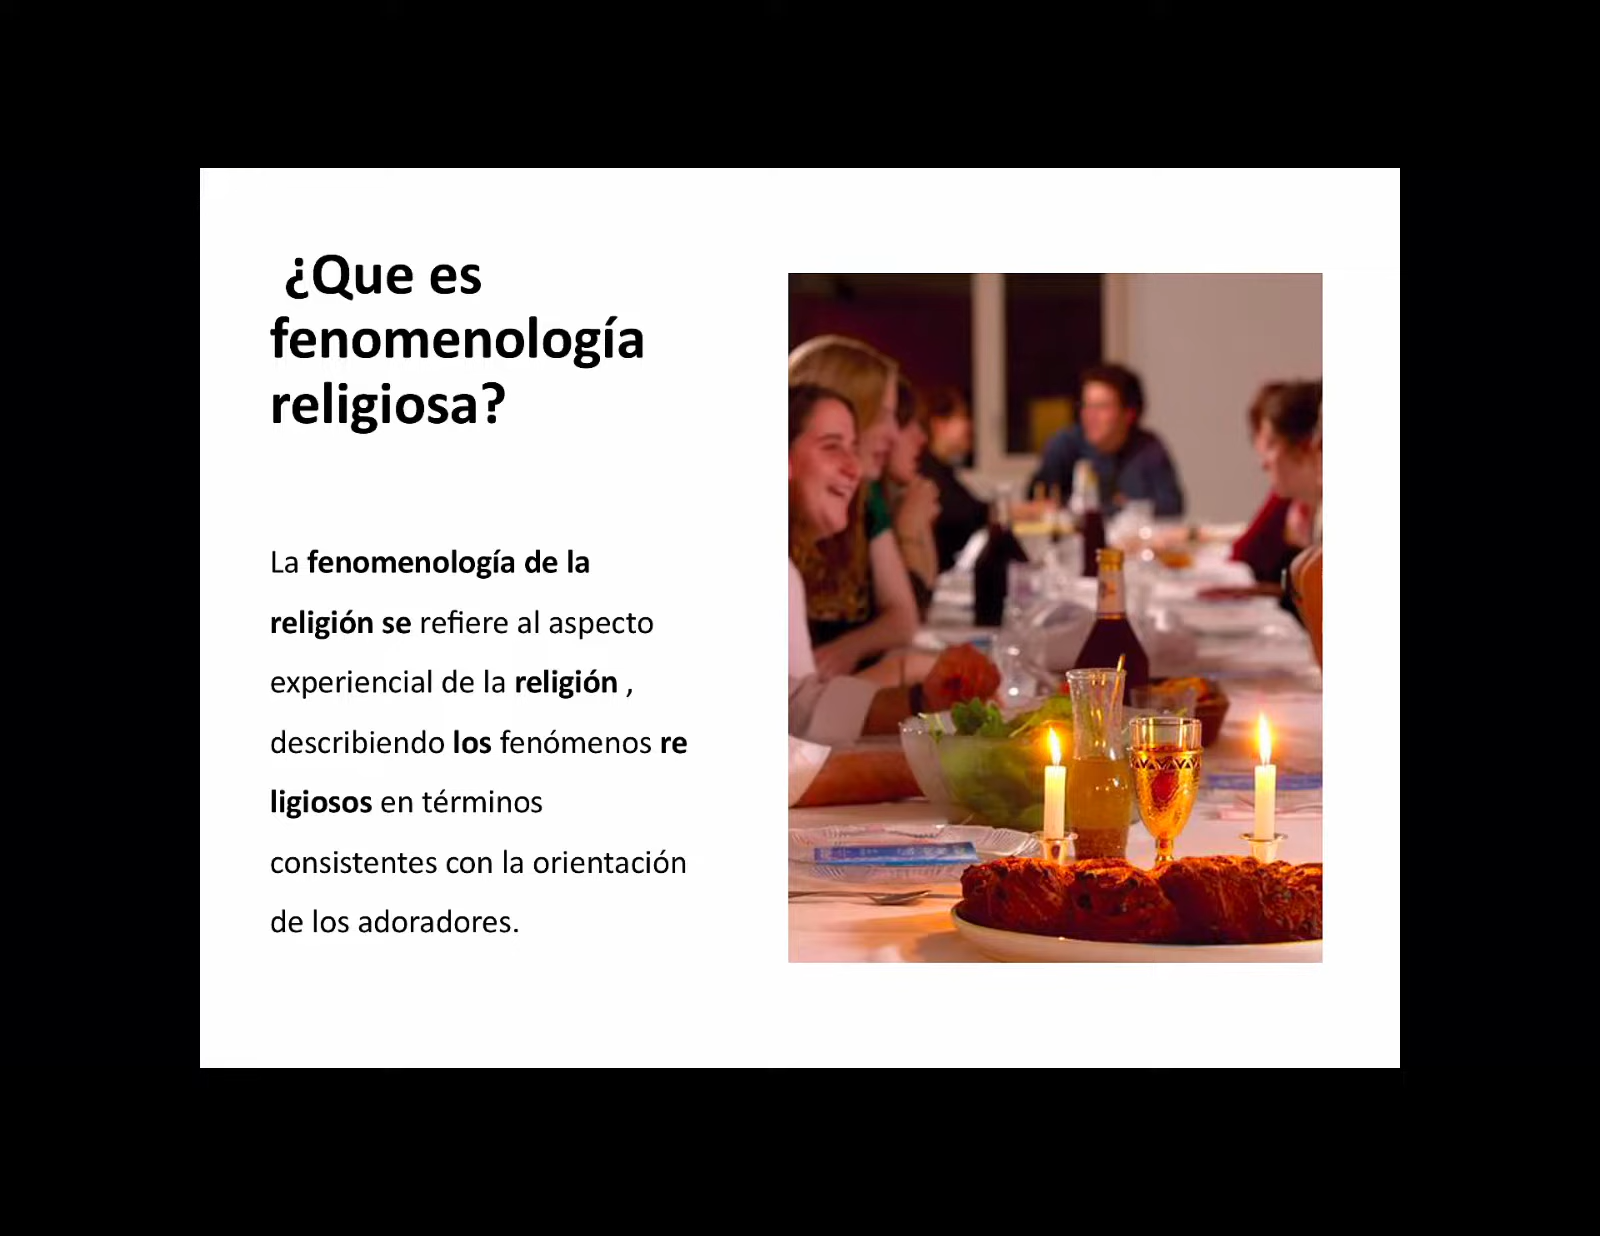 ¿Que es
fenomenología
religiosa?
La fenomenología de la
religión se refiere al aspecto
experiencial de la religión ,
describiendo los fenómenos re
ligiosos en términos
consistentes con la orientación
de los adoradores.